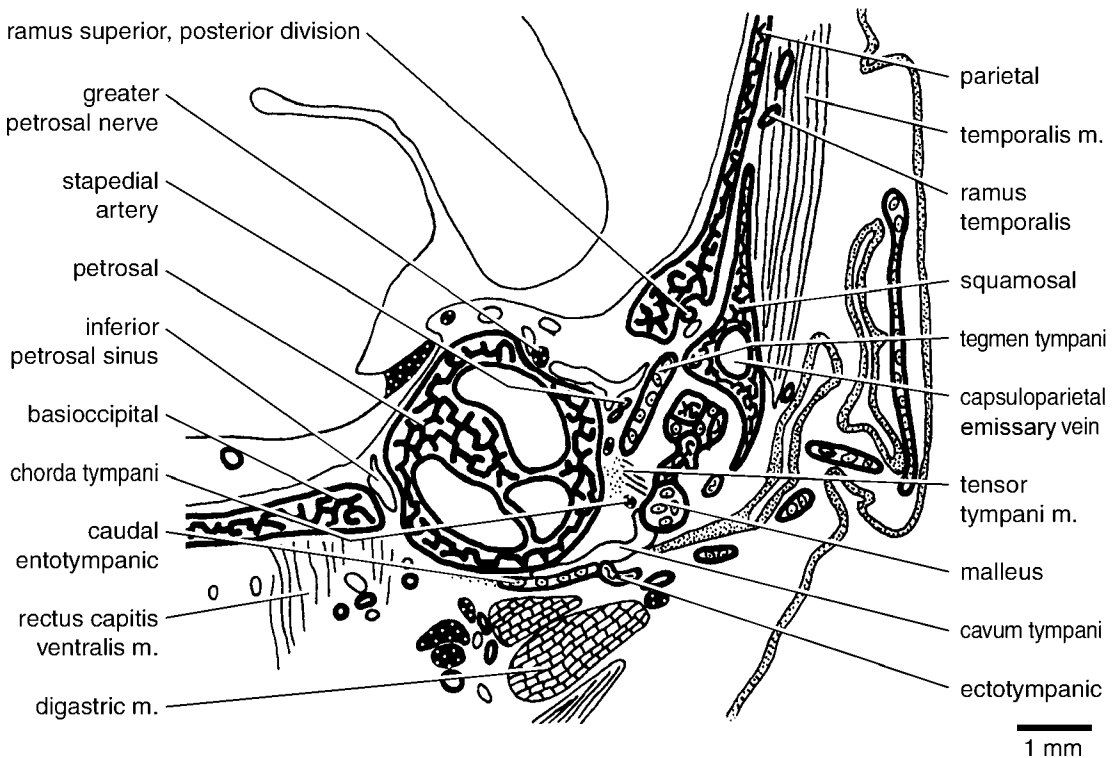 ramus superior, posterior division
greater
petrosal nerve
stapedial
artery
petrosal
inferior
petrosal sinus
basioccipital
chorda tympani
caudal
entotympanic
rectus capitis
ventralis m.
digastric m.
parietal
temporalis m.
ramus
temporalis
squamosal
tegmen tympani
capsuloparietal
emissary vein
tensor
tympani m.
malleus
cavum tympani
ectotympanic
1 mm